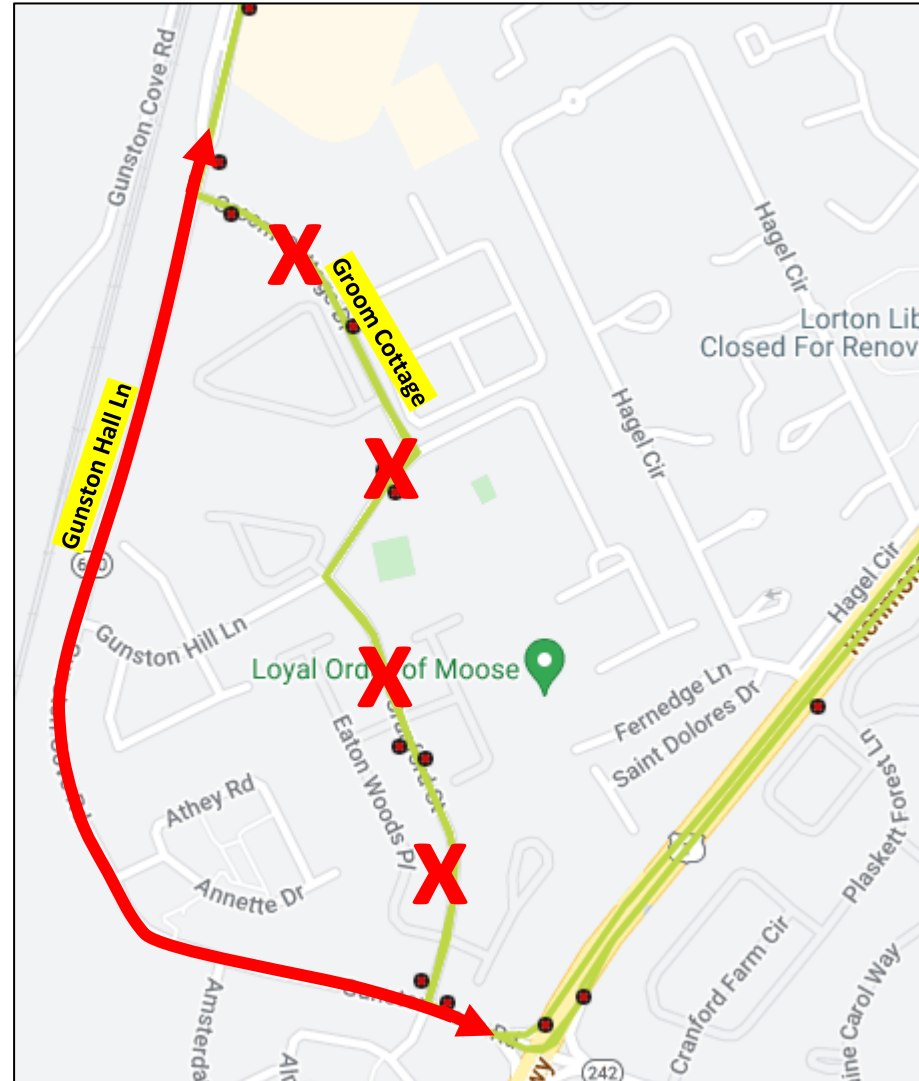 Gunston Cove Rd
Hagel Cir
Groom Cottage
Lorton Lib
Closed For Renov
Hagel Cir
Gunston Hall Ln
Hagel Cir
Gunston Hill Ln
Loyal Order of Moose
Fernedge Ln
Saint Dolores Dr
Eaton Woods Pl
Plaskett Forest Ln
Athey Rd
Annette Dr
Cranford Farm Cir
242